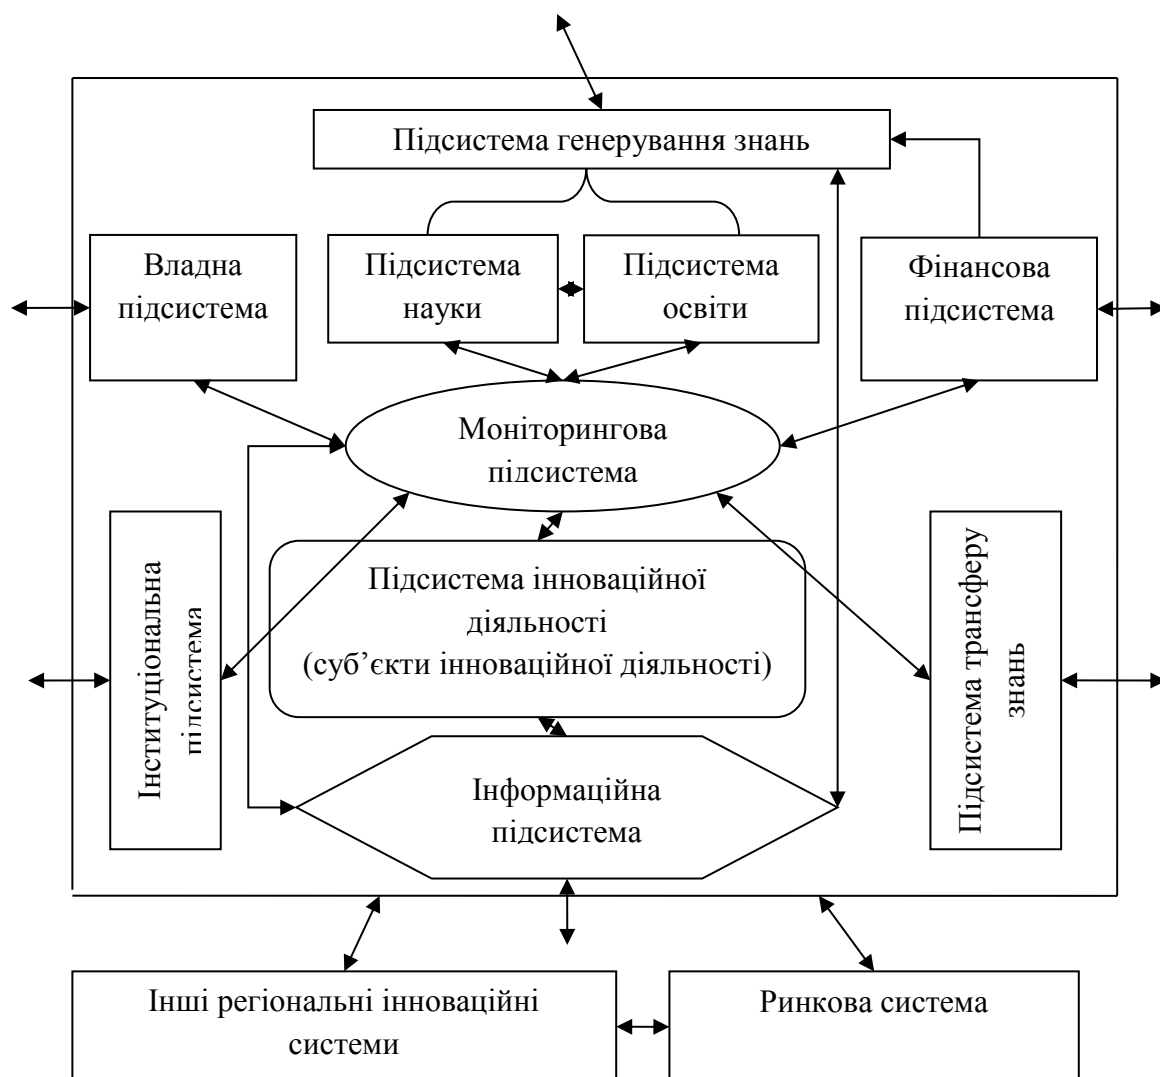 Підсистема генерування знань
Владна
підсистема
Підсистема
науки
Підсистема
освіти
Фінансова
підсистема
Моніторингова
підсистема
Інституціональна
підсистема
Підсистема інноваційної
діяльності
(суб’єкти інноваційної діяльності)
Підсистема трансферу
знань
Інформаційна
підсистема
Інші регіональні інноваційні
системи
Ринкова система